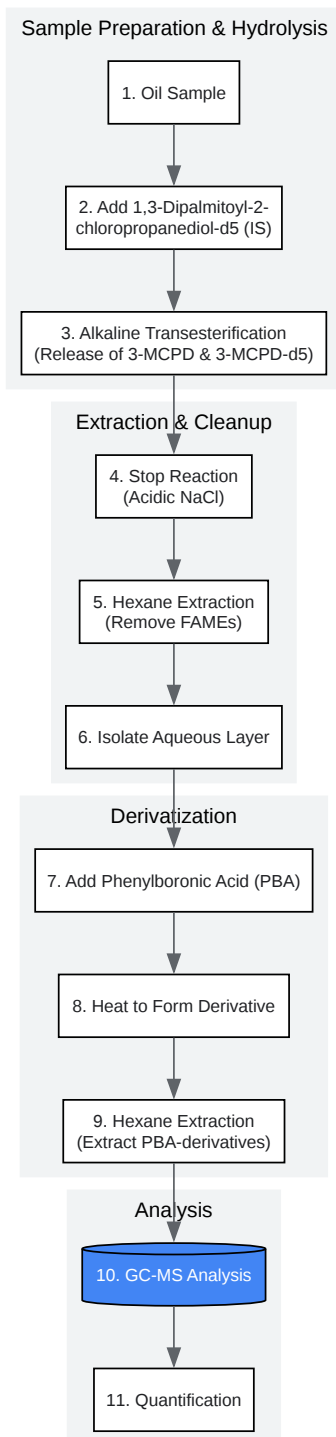 Sample Preparation & Hydrolysis
1. Oil Sample
2. Add 1,3-Dipalmitoyl-2-
chloropropanediol-d5 (IS)
3. Alkaline Transesterification
(Release of 3-MCPD & 3-MCPD-d5)
Extraction & Cleanup
4. Stop Reaction
(Acidic NaCl)
5. Hexane Extraction
(Remove FAMEs)
6. Isolate Aqueous Layer
Derivatization
7. Add Phenylboronic Acid (PBA)
8. Heat to Form Derivative
9. Hexane Extraction
(Extract PBA-derivatives)
Analysis
10. GC-MS Analysis
11. Quantification